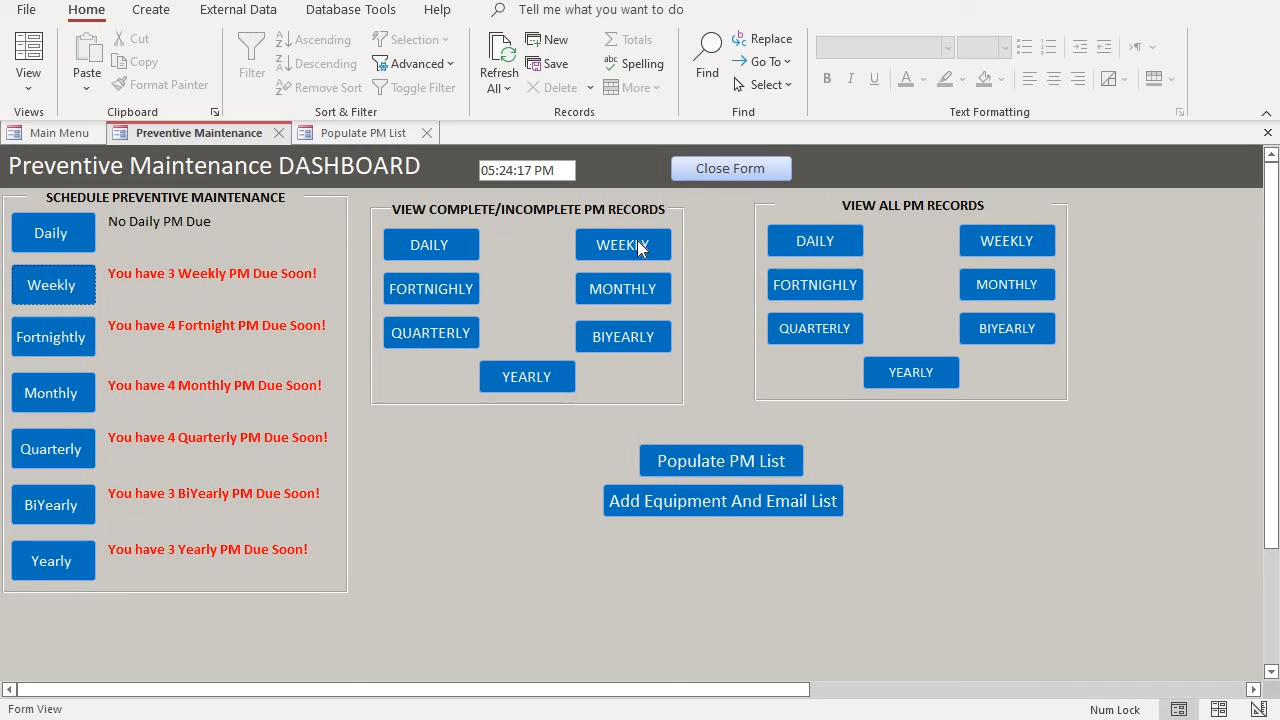 File Home Create External Data Database Tools Help Tell me what you want to do
View
Views
Paste
Cut
Copy
Format Painter
Clipboard
Filter
Ascending
Descending
Remove Sort
Selection
Advanced
Toggle Filter
Sort & Filter
Refresh
All
New
Save
Delete
Totals
Spelling
More
Records
Find
Replace
Go To
Select
Find
B I U A
Text Formatting
Main Menu Preventive Maintenance Populate PM List
Preventive Maintenance DASHBOARD 05:24:17 PM Close Form
SCHEDULE PREVENTIVE MAINTENANCE
Daily No Daily PM Due
Weekly You have 3 Weekly PM Due Soon!
Fortnightly You have 4 Fortnight PM Due Soon!
Monthly You have 4 Monthly PM Due Soon!
Quarterly You have 4 Quarterly PM Due Soon!
BiYearly You have 3 BiYearly PM Due Soon!
Yearly You have 3 Yearly PM Due Soon!
VIEW COMPLETE/INCOMPLETE PM RECORDS
DAILY WEEKLY
FORTNIGHLY MONTHLY
QUARTERLY BIYEARLY
YEARLY
VIEW ALL PM RECORDS
DAILY WEEKLY
FORTNIGHLY MONTHLY
QUARTERLY BIYEARLY
YEARLY
Populate PM List
Add Equipment And Email List
Form View Num Lock